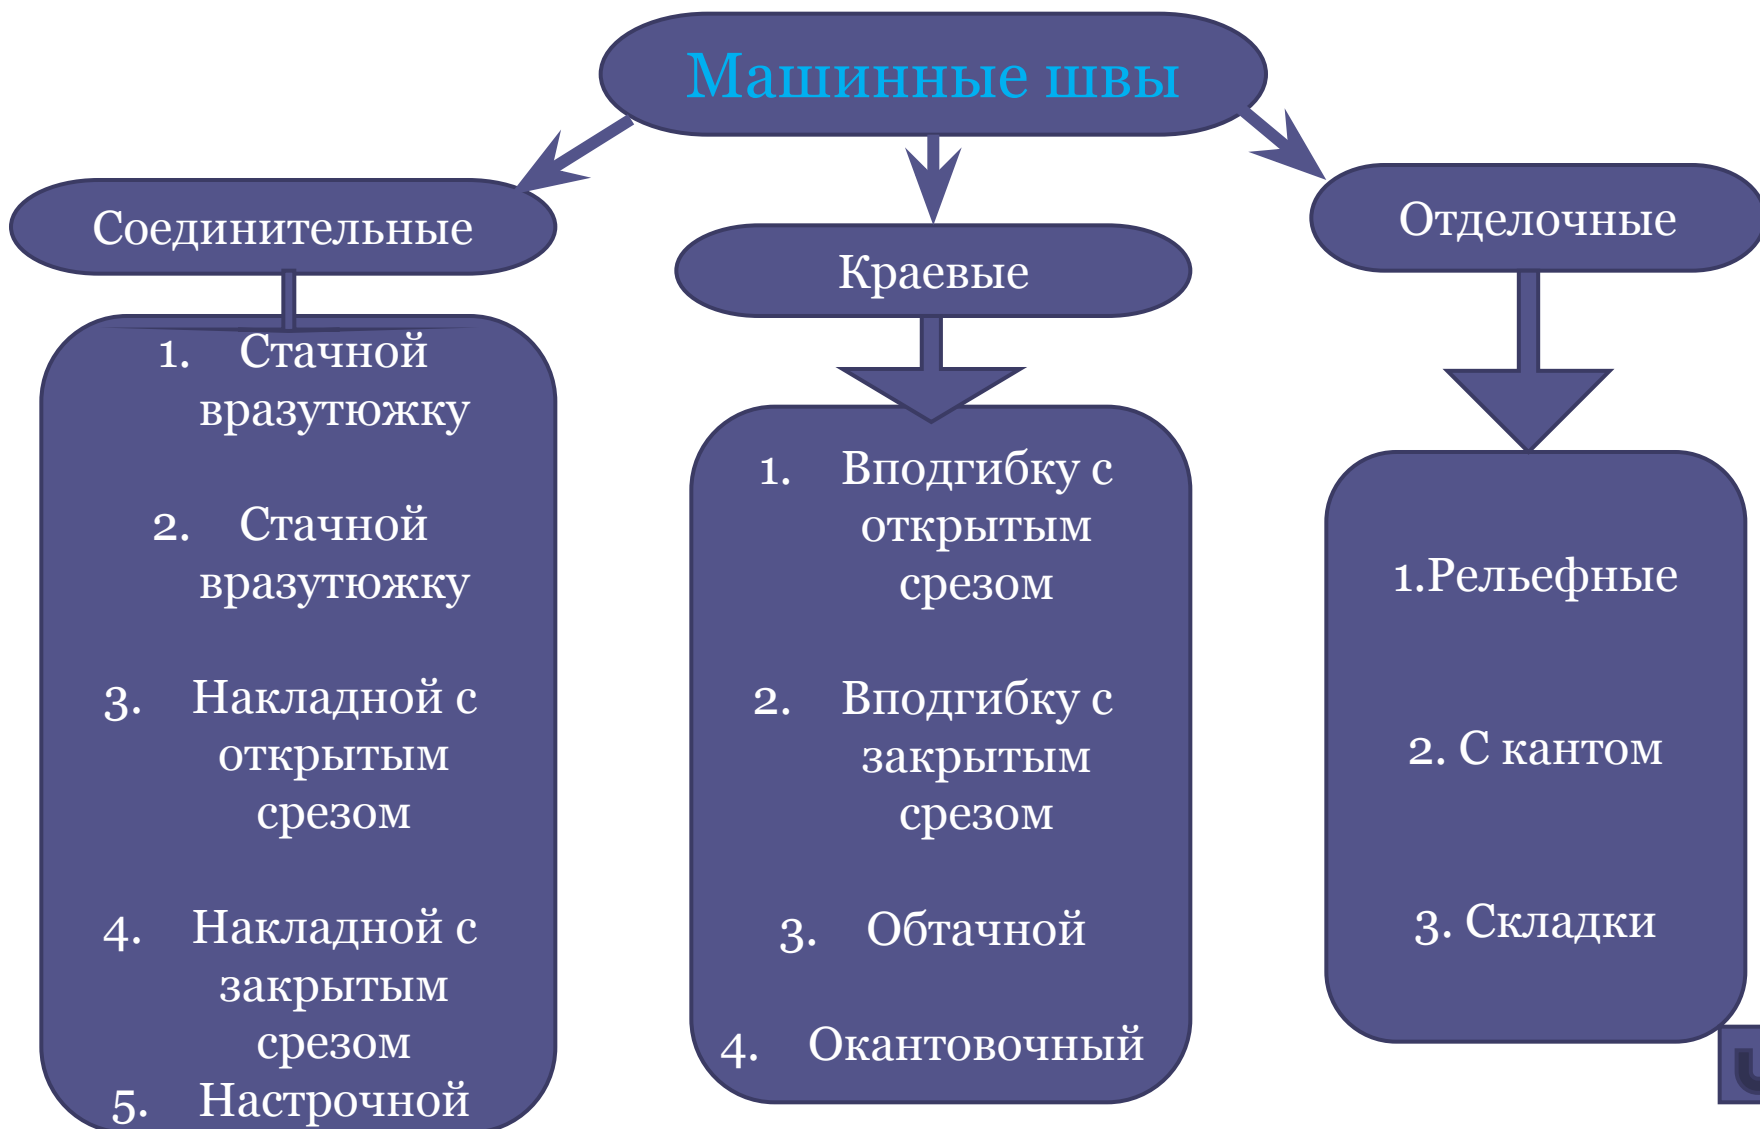 Машинные швы
Соединительные
1. Стачной
вразутюжку
2. Стачной
вразутюжку
3. Накладной с
открытым
срезом
4. Накладной с
закрытым
срезом
5. Настрочной
Краевые
1. Вподгибку с
открытым
срезом
2. Вподгибку с
закрытым
срезом
3. Обтачной
4. Окантовочный
Отделочные
1.Рельефные
2. С кантом
3. Складки